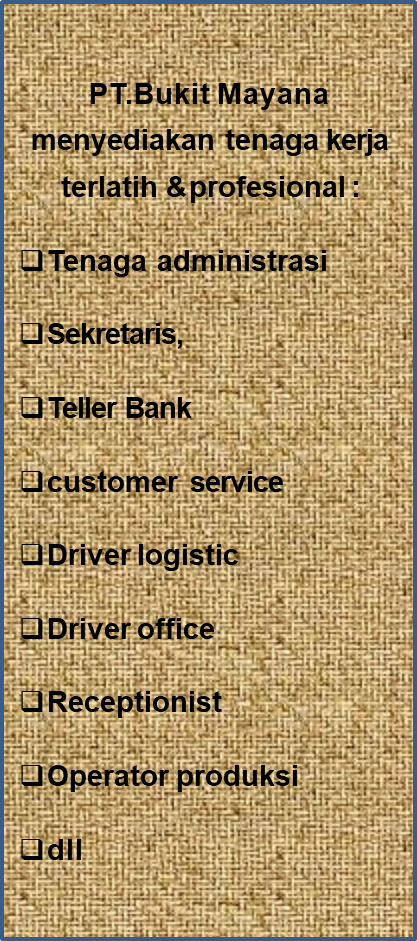 PT.Bukit Mayana
menyediakan tenaga kerja
terlatih &profesional :
❑Tenaga administrasi
❑Sekretaris,
❑Teller Bank
❑customer service
❑Driver logistic
❑Driver office
❑Receptionist
❑Operator produksi
❑dll